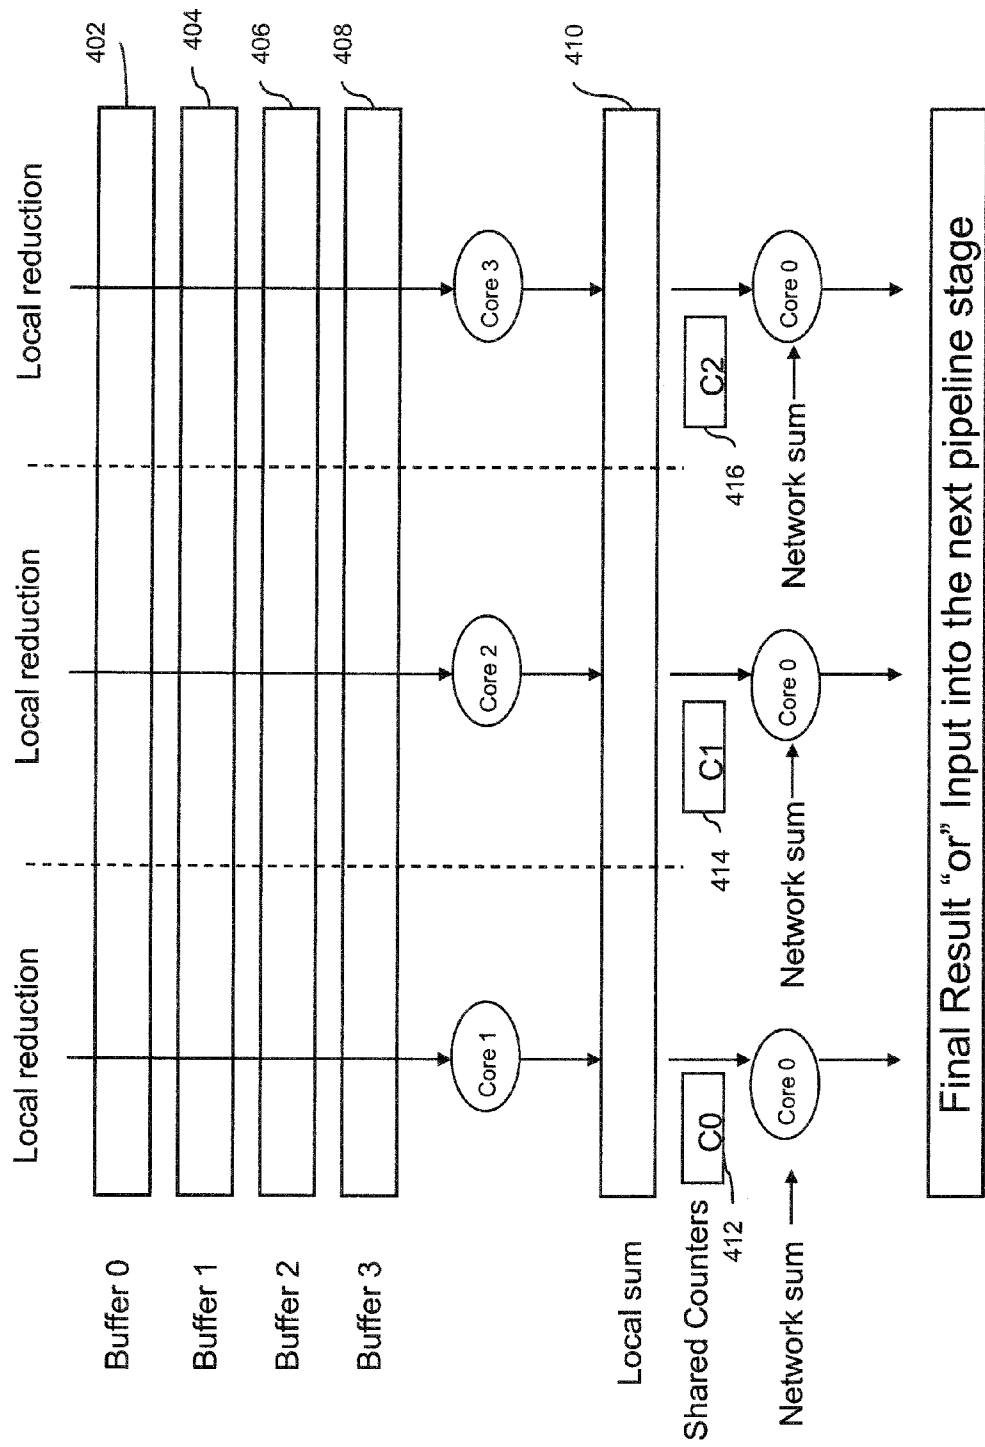 Local reduction Local reduction Local reduction
402
Buffer 0
404
Buffer 1
406
Buffer 2
408
Buffer 3
Core 1 Core 2 Core 3
410
Local sum
Shared Counters C0 C1 C2
412 414 416
Network sum Core 0 Network sum Core 0 Network sum Core 0
Final Result “or” Input into the next pipeline stage